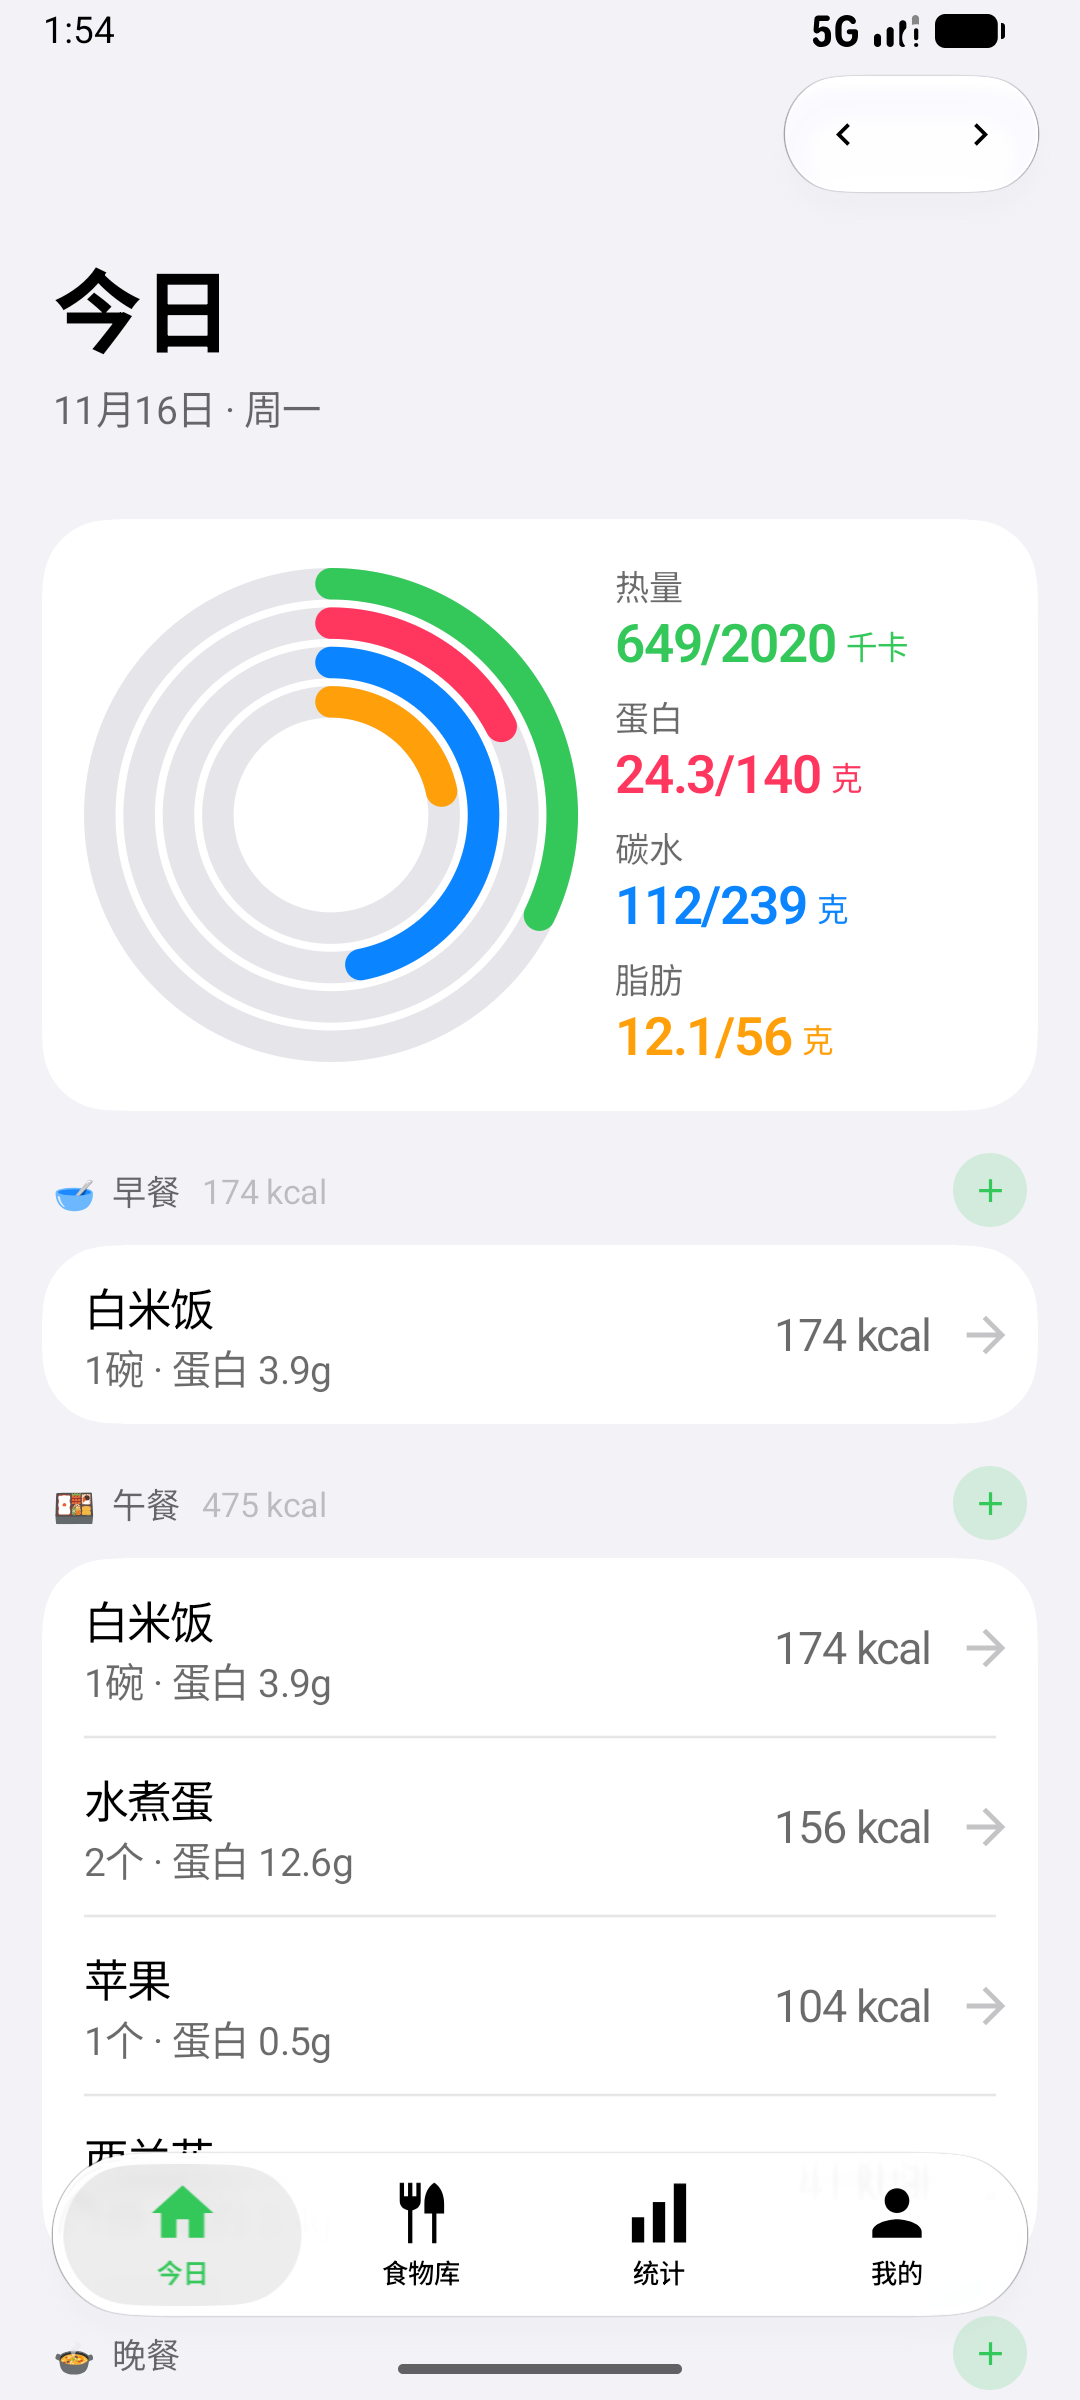 1:54
5G
今日
11月16日 · 周一
热量
649/2020 千卡
蛋白
24.3/140 克
碳水
112/239 克
脂肪
12.1/56 克
早餐 174 kcal
白米饭
1碗 · 蛋白 3.9g
174 kcal
午餐 475 kcal
白米饭
1碗 · 蛋白 3.9g
174 kcal
水煮蛋
2个 · 蛋白 12.6g
156 kcal
苹果
1个 · 蛋白 0.5g
104 kcal
今日
食物库
统计
我的
晚餐